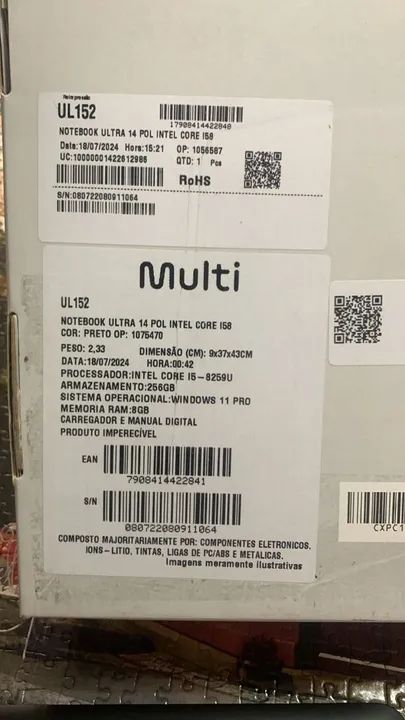 UL152
17908414422848
NOTEBOOK ULTRA 14 POL INTEL CORE I58
Data:18/07/2024 Hora:15:21 OP: 1056587
UC:10000001422612986 QTD: 1 Pcs
RoHS
S/N:080722080911064
Multi
UL152
NOTEBOOK ULTRA 14 POL INTEL CORE I58
COR: PRETO OP: 1075470
PESO: 2,33 DIMENSÃO (CM): 9x37x43CM
DATA:18/07/2024 HORA:00:42
PROCESSADOR:INTEL CORE I5-8259U
ARMAZENAMENTO:256GB
SISTEMA OPERACIONAL:WINDOWS 11 PRO
MEMORIA RAM:8GB
CARREGADOR E MANUAL DIGITAL
PRODUTO IMPERECÍVEL
EAN
7908414422841
S/N
080722080911064
COMPOSTO MAJORITARIAMENTE POR: COMPONENTES ELETRONICOS.
IONS-LITIO, TINTAS, LIGAS DE PC/ABS E METALICAS.
Imagens meramente ilustrativas
CXPC1